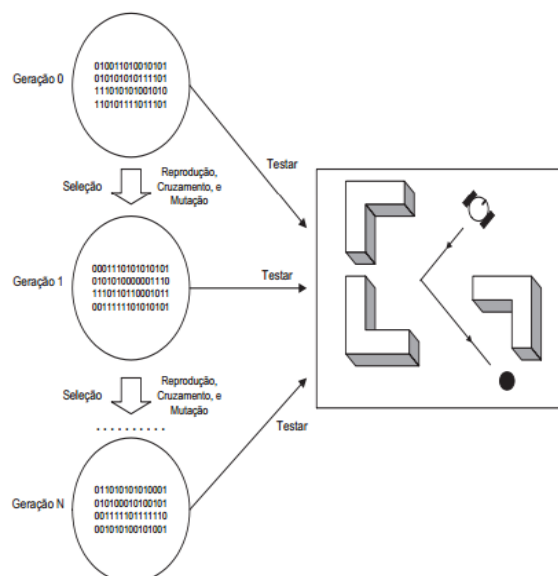 Geração 0
010011010010101
010101010111101
111010101001010
110101111011101
Testar
Seleção
Reprodução,
Cruzamento, e
Mutação
Geração 1
0001110101010101
0101010000001110
1110110110001011
0011111101010101
Testar
Seleção
Reprodução,
Cruzamento, e
Mutação
Testar
. . . . . . . . . .
Geração N
011010101010001
010100010100101
001111101111110
001010100101001